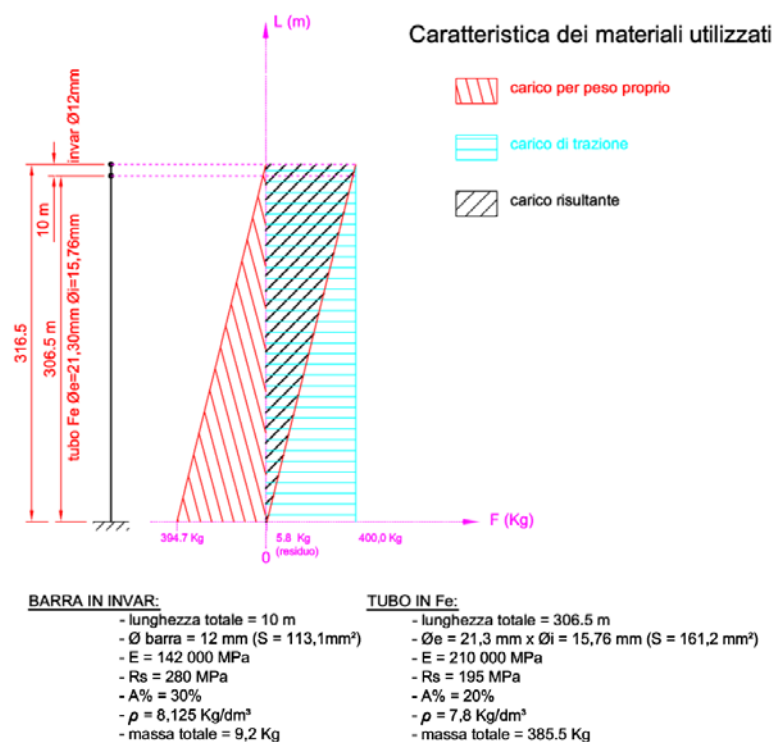 L (m)
Caratteristica dei materiali utilizzati
carico per peso proprio
carico di trazione
carico risultante
invar Ø12mm
10 m
316.5
306.5 m
tubo Fe Øe=21,30mm Øi=15,76mm
F (Kg)
394.7 Kg
0
5.8 Kg
(residuo)
400,0 Kg
BARRA IN INVAR:
- lunghezza totale = 10 m
- Ø barra = 12 mm (S = 113,1mm²)
- E = 142 000 MPa
- Rs = 280 MPa
- A% = 30%
- ρ = 8,125 Kg/dm³
- massa totale = 9,2 Kg
TUBO IN Fe:
- lunghezza totale = 306.5 m
- Øe = 21,3 mm x Øi = 15,76 mm (S = 161,2 mm²)
- E = 210 000 MPa
- Rs = 195 MPa
- A% = 20%
- ρ = 7,8 Kg/dm³
- massa totale = 385.5 Kg